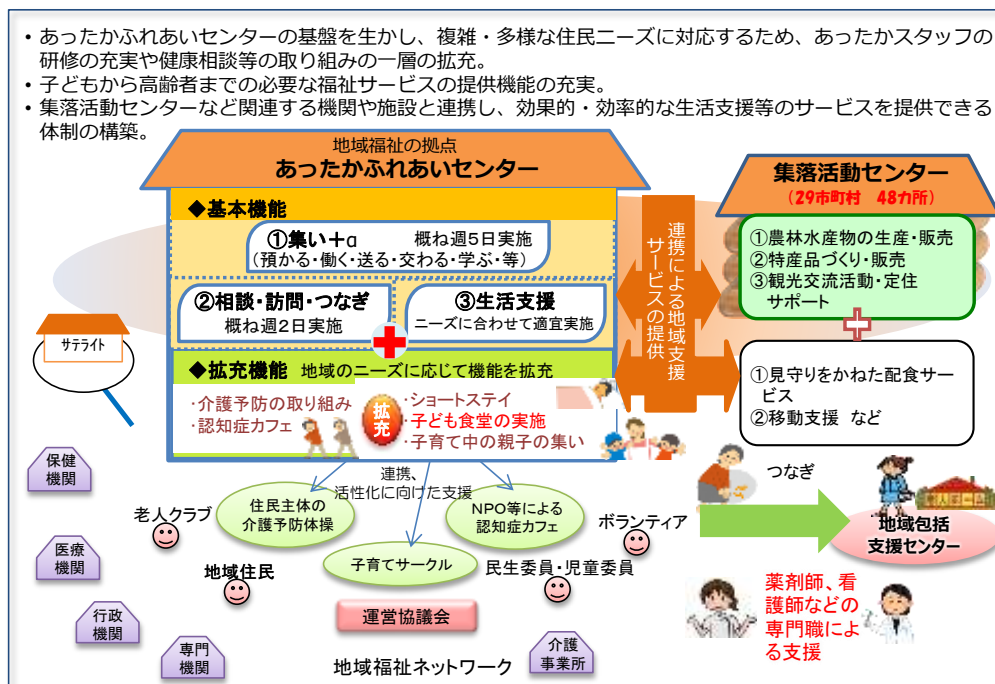 ・あったかふれあいセンターの基盤を生かし、複雑・多様な住民ニーズに対応するため、あったかスタッフの
研修の充実や健康相談等の取り組みの一層の拡充。
・子どもから高齢者までの必要な福祉サービスの提供機能の充実。
・集落活動センターなど関連する機関や施設と連携し、効果的・効率的な生活支援等のサービスを提供できる
体制の構築。
地域福祉の拠点
あったかふれあいセンター
◆基本機能
①集い+α 概ね週5日実施
(預かる・働く・送る・交わる・学ぶ・等)
②相談・訪問・つなぎ
概ね週2日実施
③生活支援
ニーズに合わせて適宜実施
◆拡充機能 地域のニーズに応じて機能を拡充
・介護予防の取り組み
・認知症カフェ
拡充
・ショートステイ
・子ども食堂の実施
・子育て中の親子の集い
連携による地域支援
サービスの提供
集落活動センター
(29市町村 48カ所)
①農林水産物の生産・販売
②特産品づくり・販売
③観光交流活動・定住
サポート
①見守りをかねた配食サー
ビス
②移動支援 など
サテライト
連携、
活性化に向けた支援
住民主体の
介護予防体操
NPO等による
認知症カフェ
子育てサークル
老人クラブ
地域住民
ボランティア
民生委員・児童委員
運営協議会
地域福祉ネットワーク
保健
機関
医療
機関
行政
機関
専門
機関
介護
事業所
つなぎ
地域包括
支援センター
薬剤師、看
護師などの
専門職によ
る支援